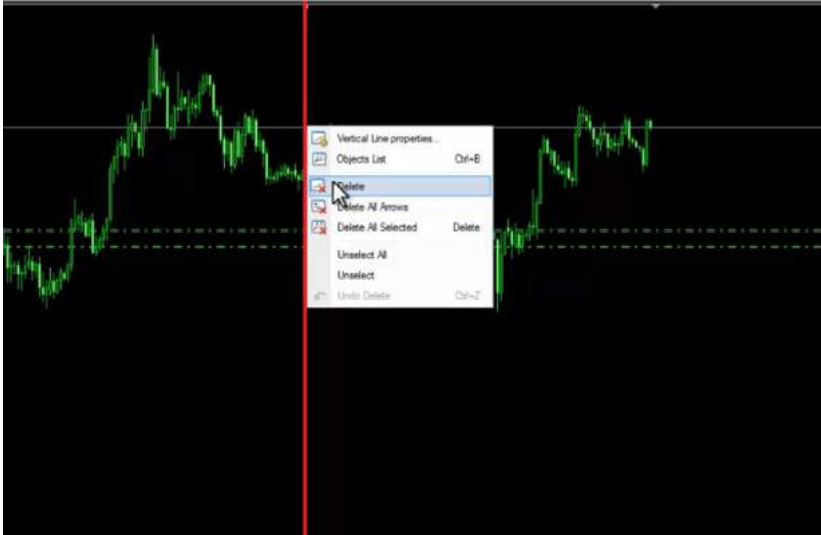 Vertical Line properties...
Objects List Ctrl+B
Delete
Delete All Arrows
Delete All Selected Delete
Unselect All
Unselect
Undo Delete Ctrl+Z